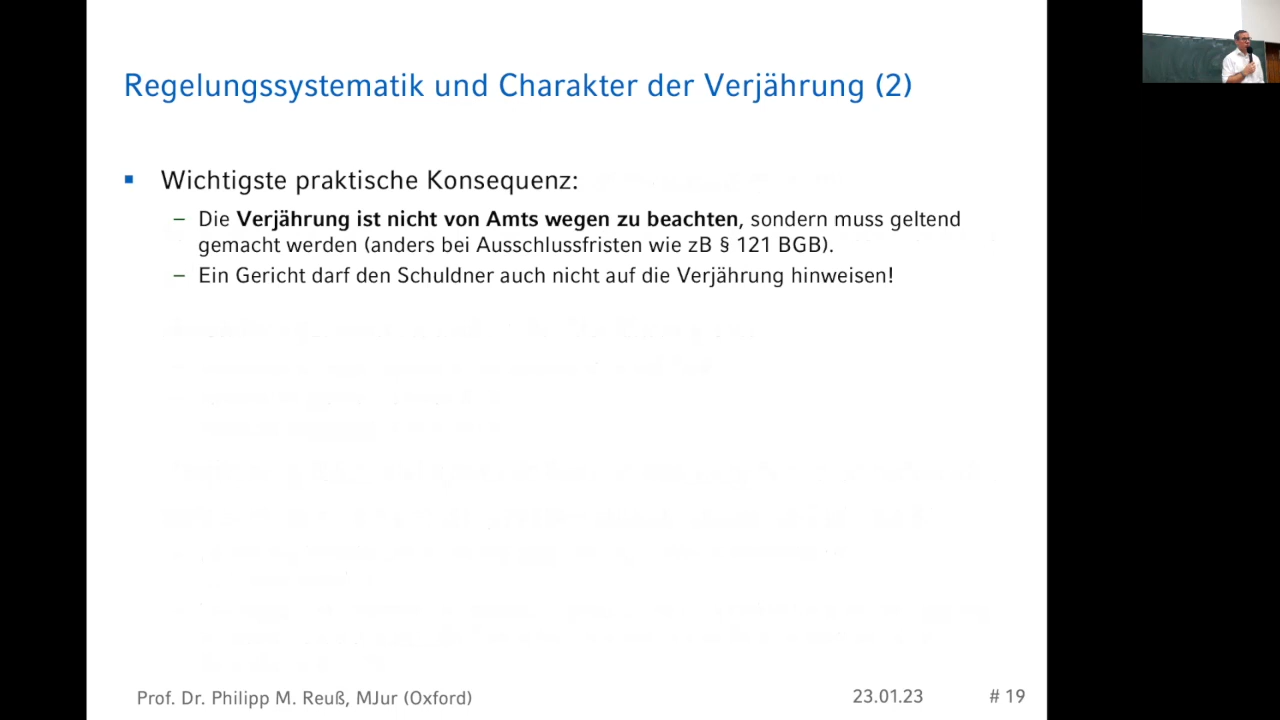 Regelungssystematik und Charakter der Verjährung (2)
▪ Wichtigste praktische Konsequenz:
– Die Verjährung ist nicht von Amts wegen zu beachten, sondern muss geltend
gemacht werden (anders bei Ausschlussfristen wie zB § 121 BGB).
– Ein Gericht darf den Schuldner auch nicht auf die Verjährung hinweisen!
Prof. Dr. Philipp M. Reuß, MJur (Oxford)
23.01.23
# 19